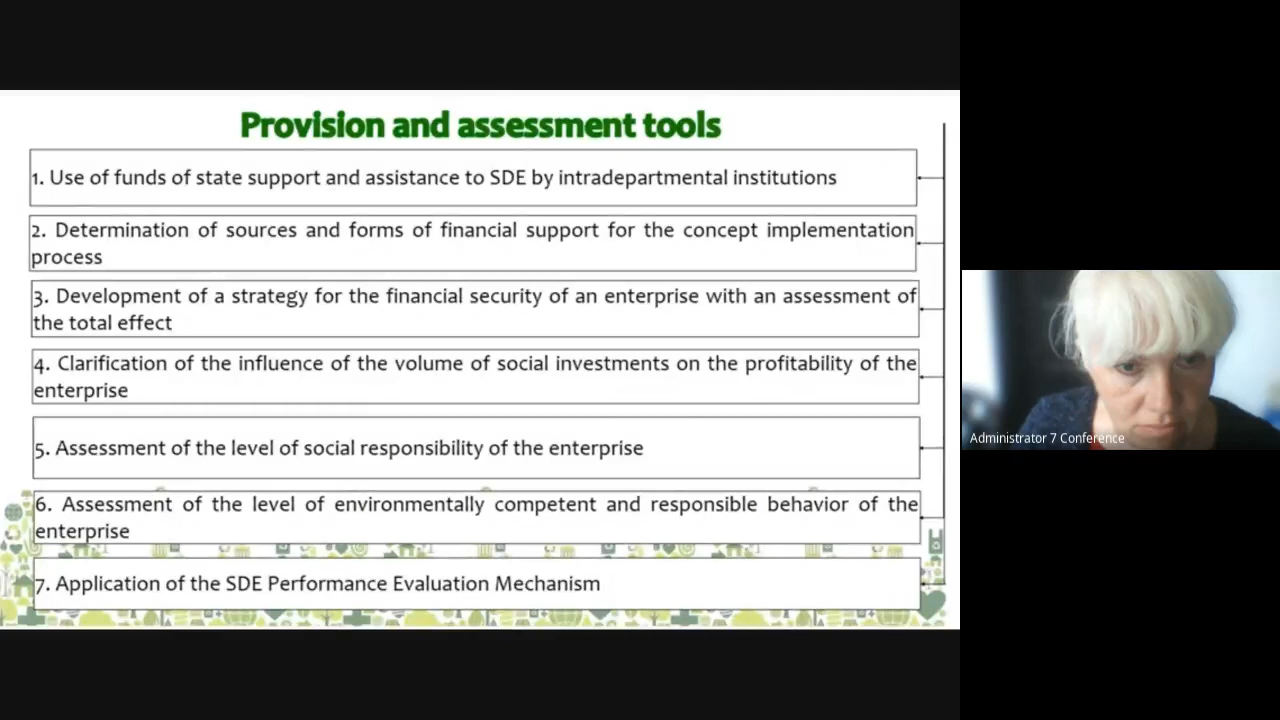 Provision and assessment tools
1. Use of funds of state support and assistance to SDE by intradepartmental institutions
2. Determination of sources and forms of financial support for the concept implementation
process
3. Development of a strategy for the financial security of an enterprise with an assessment of
the total effect
4. Clarification of the influence of the volume of social investments on the profitability of the
enterprise
5. Assessment of the level of social responsibility of the enterprise
6. Assessment of the level of environmentally competent and responsible behavior of the
enterprise
7. Application of the SDE Performance Evaluation Mechanism
Administrator 7 Conference